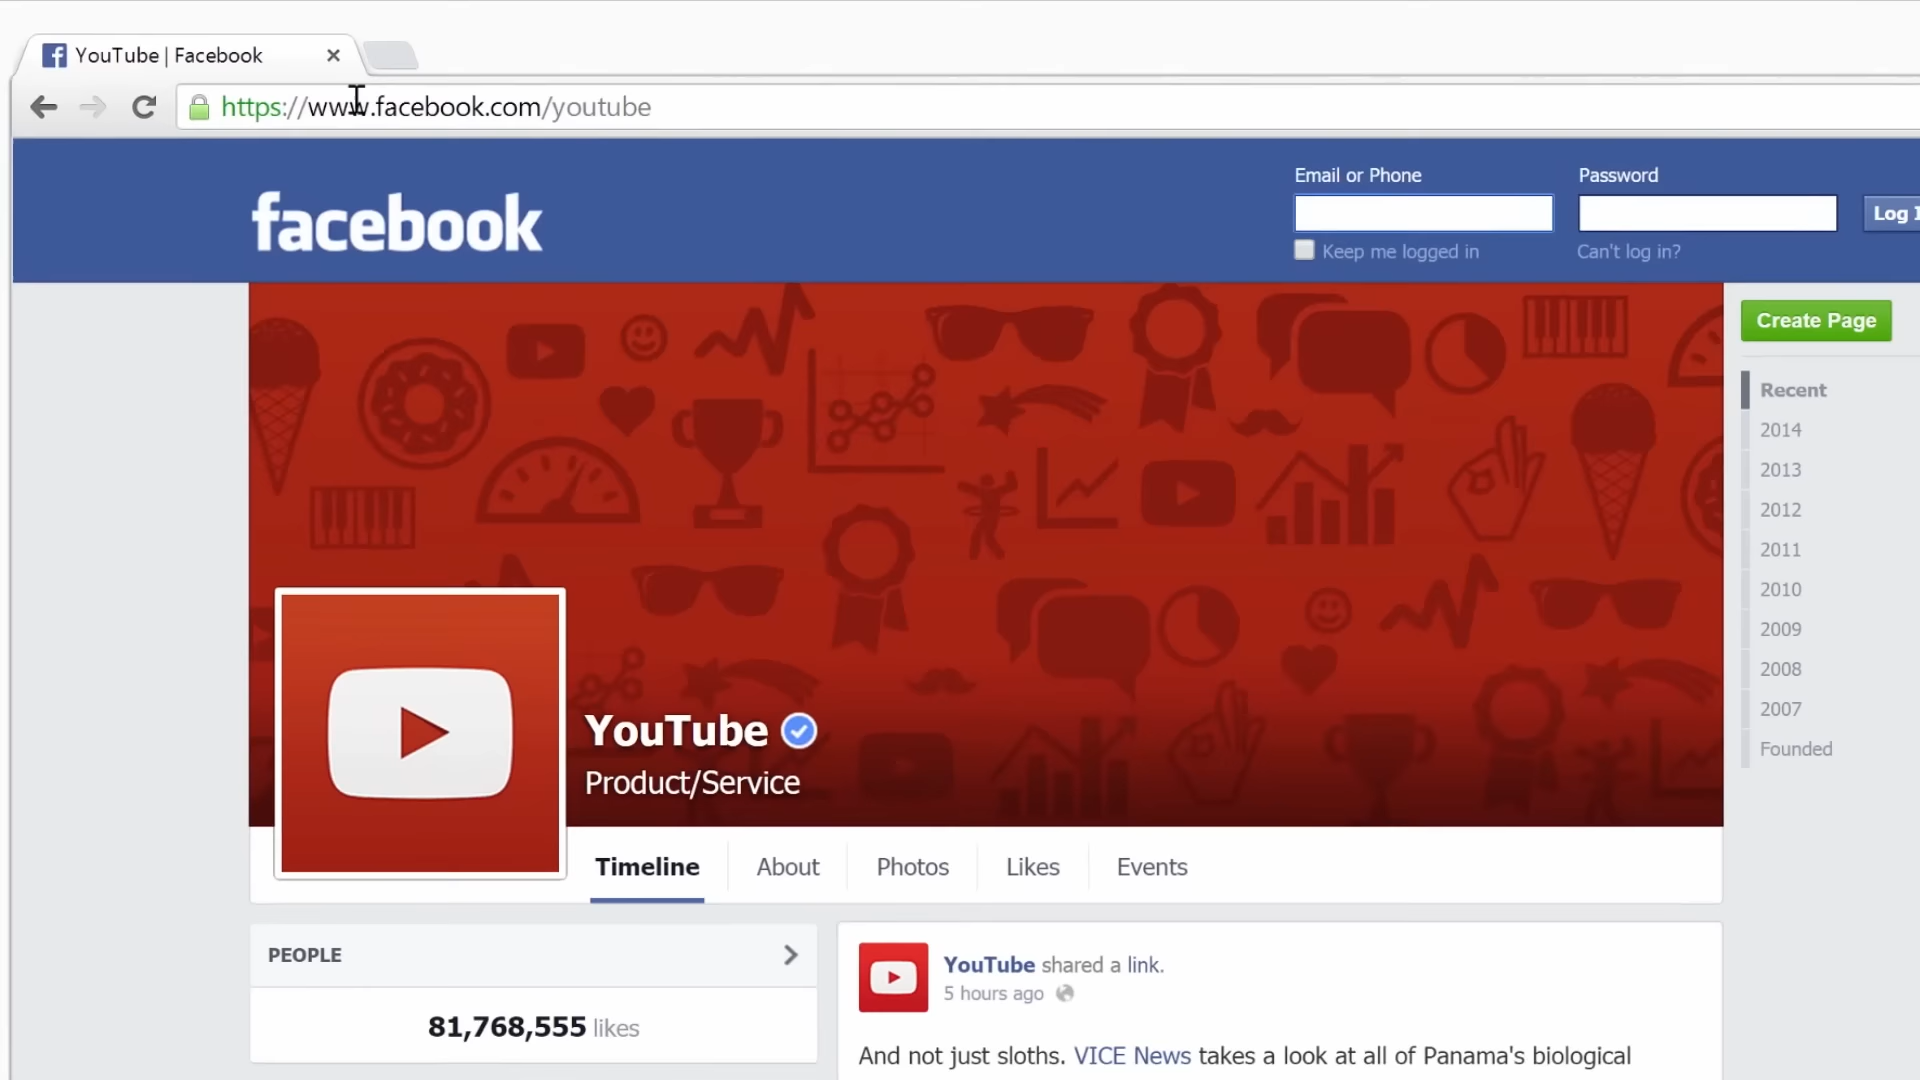 YouTube | Facebook
https://www.facebook.com/youtube
facebook
Email or Phone
Password
Log I
Keep me logged in
Can't log in?
Create Page
Recent
2014
2013
2012
2011
2010
2009
2008
2007
Founded
YouTube
Product/Service
Timeline
About
Photos
Likes
Events
PEOPLE
81,768,555 likes
YouTube shared a link.
5 hours ago
And not just sloths. VICE News takes a look at all of Panama's biological